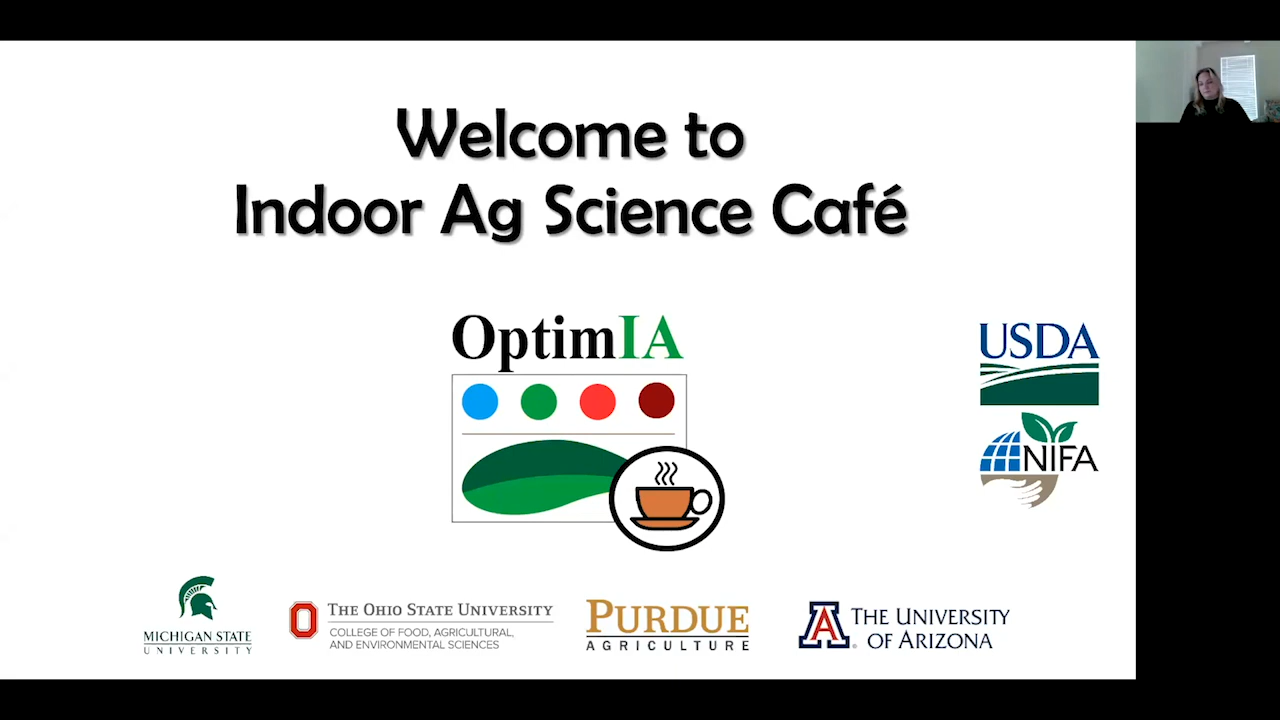 Welcome to
Indoor Ag Science Café
OptimIA
USDA
NIFA
MICHIGAN STATE
UNIVERSITY
THE OHIO STATE UNIVERSITY
COLLEGE OF FOOD, AGRICULTURAL,
AND ENVIRONMENTAL SCIENCES
PURDUE
AGRICULTURE
A
THE UNIVERSITY
OF ARIZONA